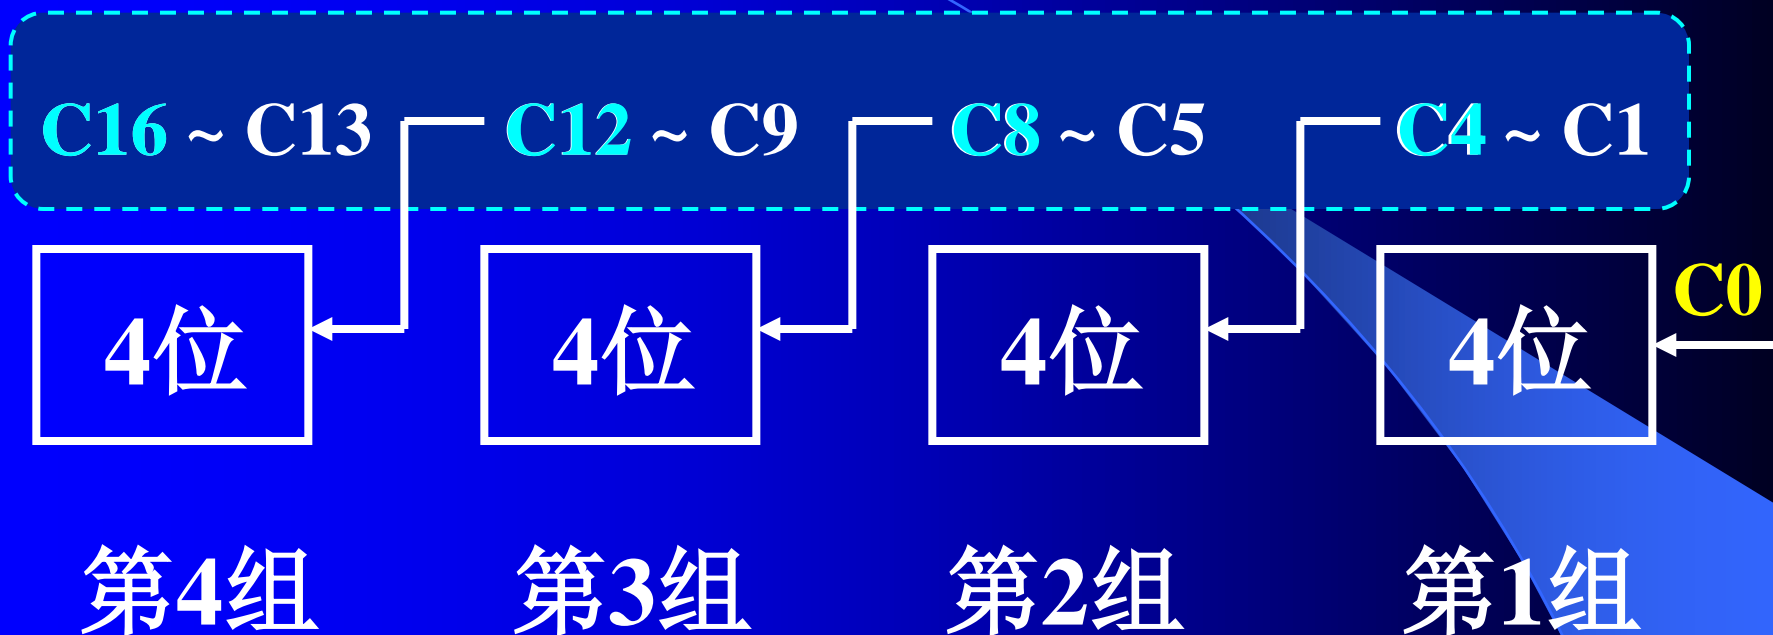 C16 ~ C13 C12 ~ C9 C8 ~ C5 C4 ~ C1
C0
4位 4位 4位 4位
第4组 第3组 第2组 第1组